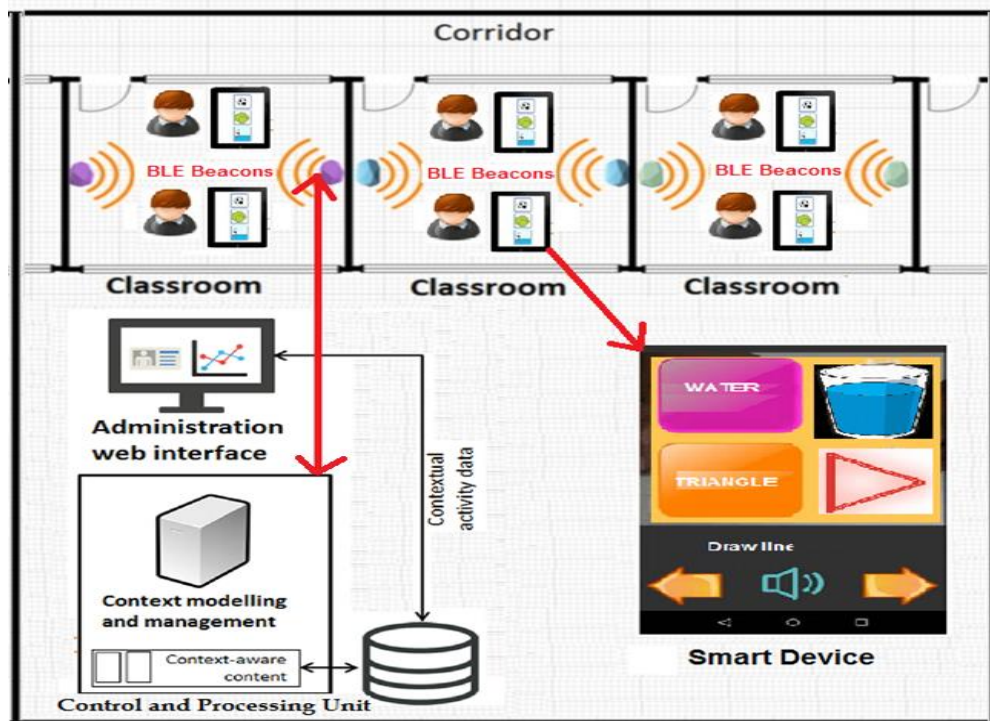 Corridor
BLE Beacons
BLE Beacons
BLE Beacons
Classroom
Classroom
Classroom
Administration
web interface
Contextual
activity data
Context modelling
and management
Context-aware
content
Control and Processing Unit
WATER
TRIANGLE
Draw line
Smart Device